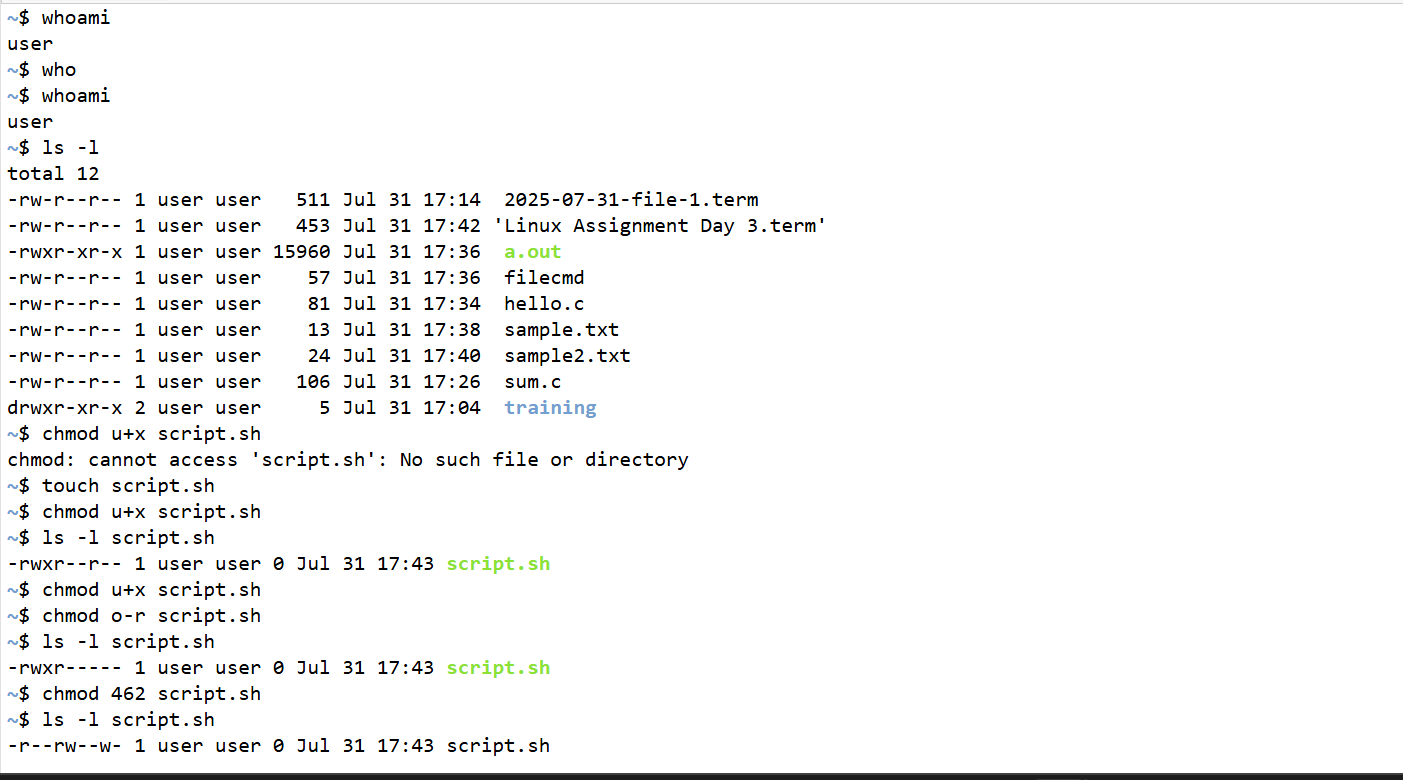 ~$ whoami
user
~$ who
~$ whoami
user
~$ ls -l
total 12
-rw-r--r-- 1 user user   511 Jul 31 17:14  2025-07-31-file-1.term
-rw-r--r-- 1 user user   453 Jul 31 17:42 'Linux Assignment Day 3.term'
-rwxr-xr-x 1 user user 15960 Jul 31 17:36  a.out
-rw-r--r-- 1 user user    57 Jul 31 17:36  filecmd
-rw-r--r-- 1 user user    81 Jul 31 17:34  hello.c
-rw-r--r-- 1 user user    13 Jul 31 17:38  sample.txt
-rw-r--r-- 1 user user    24 Jul 31 17:40  sample2.txt
-rw-r--r-- 1 user user   106 Jul 31 17:26  sum.c
drwxr-xr-x 2 user user     5 Jul 31 17:04  training
~$ chmod u+x script.sh
chmod: cannot access 'script.sh': No such file or directory
~$ touch script.sh
~$ chmod u+x script.sh
~$ ls -l script.sh
-rwxr--r-- 1 user user 0 Jul 31 17:43 script.sh
~$ chmod u+x script.sh
~$ chmod o-r script.sh
~$ ls -l script.sh
-rwxr----- 1 user user 0 Jul 31 17:43 script.sh
~$ chmod 462 script.sh
~$ ls -l script.sh
-r--rw--w- 1 user user 0 Jul 31 17:43 script.sh